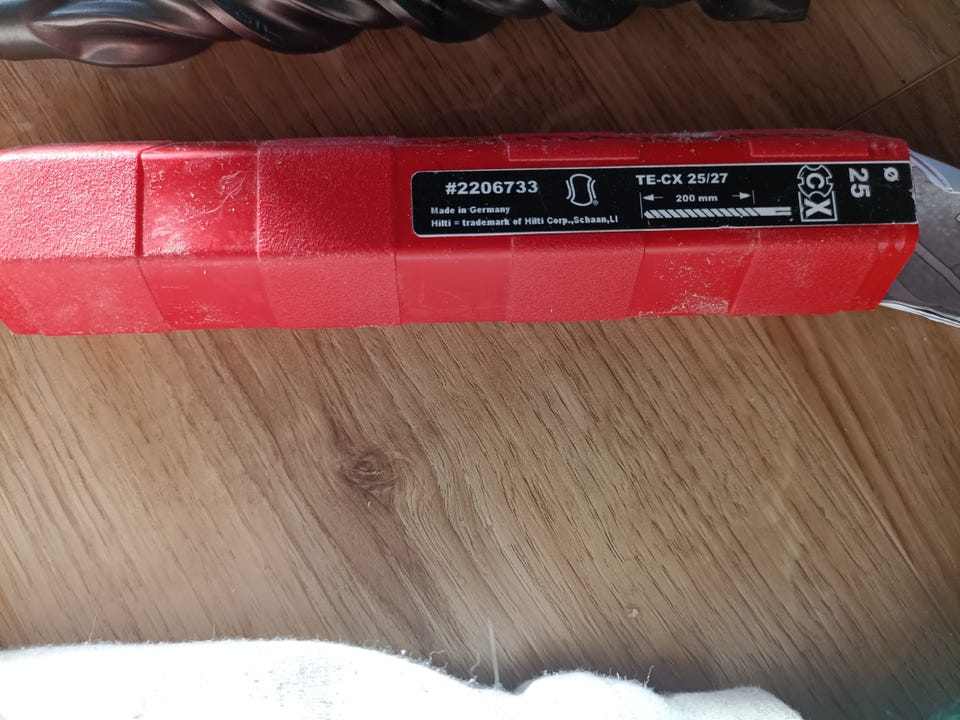 #2206733
Made in Germany
Hilti = trademark of Hilti Corp.,Schaan,LI
TE-CX 25/27
200 mm
CX
ø 25